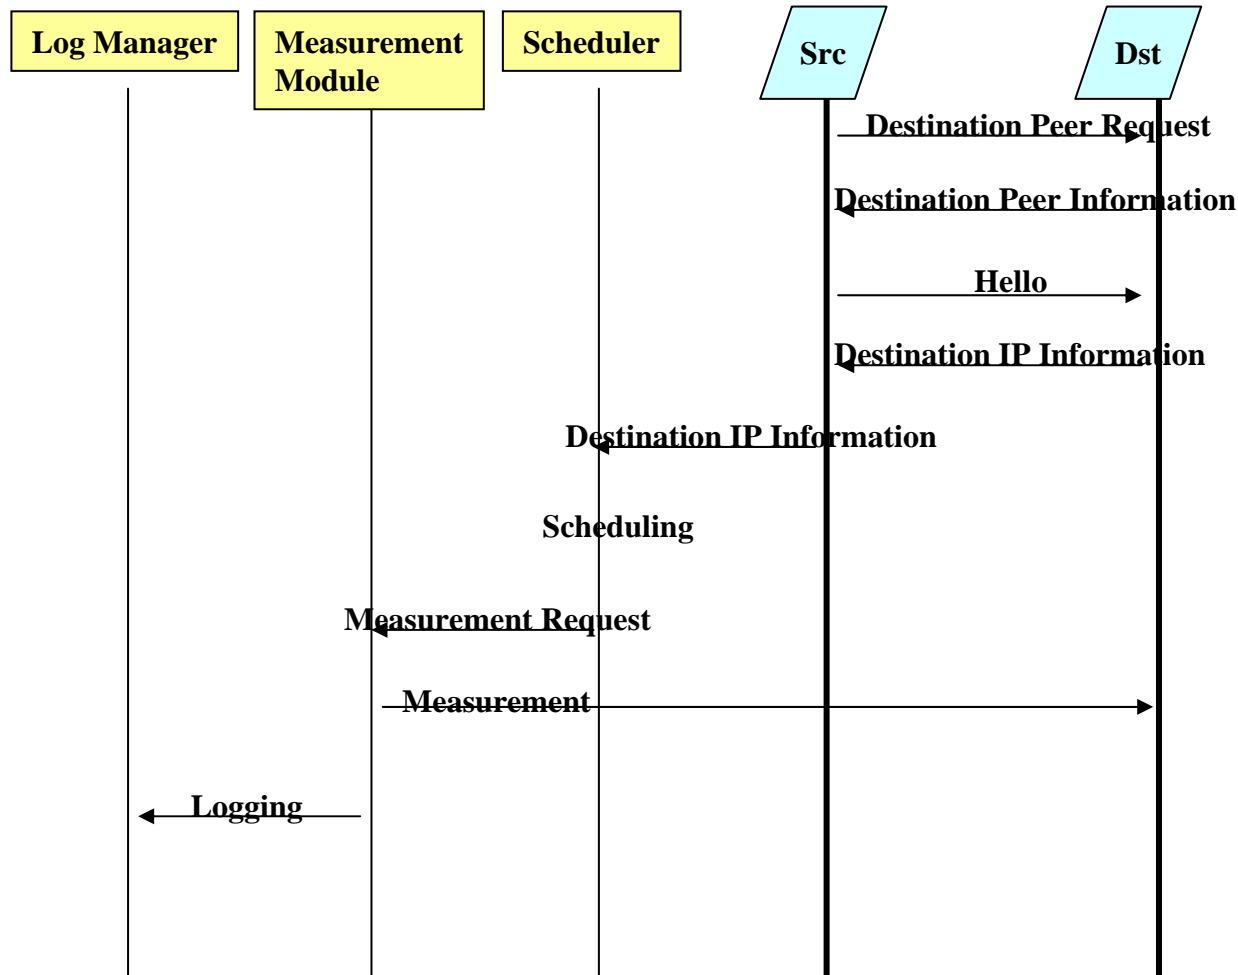 Log Manager
Measurement
Module
Scheduler
Src
Dst
Destination Peer Request
Destination Peer Information
Hello
Destination IP Information
Destination IP Information
Scheduling
Measurement Request
Measurement
Logging